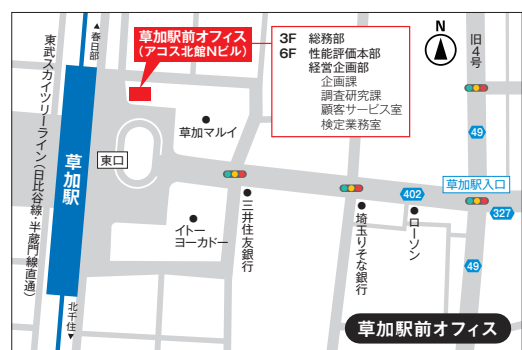 ▲春日部
東武スカイツリーライン（日比谷線・半蔵門線直通）
草加駅
北千住▼
東口
草加駅前オフィス
（アコス北館Nビル）
3F 総務部
6F 性能評価本部
経営企画部
企画課
調査研究課
顧客サービス室
検定業務室
N
旧4号
49
草加マルイ
草加駅入口
402
327
三井住友銀行
埼玉りそな銀行
ローソン
イトー
ヨーカドー
49
草加駅前オフィス